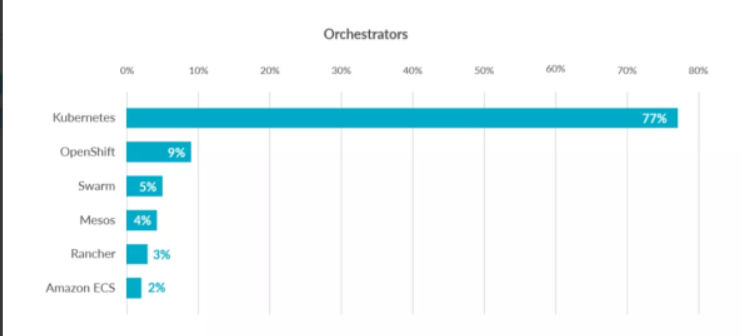 Orchestrators
0% 10% 20% 30% 40% 50% 60% 70% 80%
Kubernetes 77%
OpenShift 9%
Swarm 5%
Mesos 4%
Rancher 3%
Amazon ECS 2%